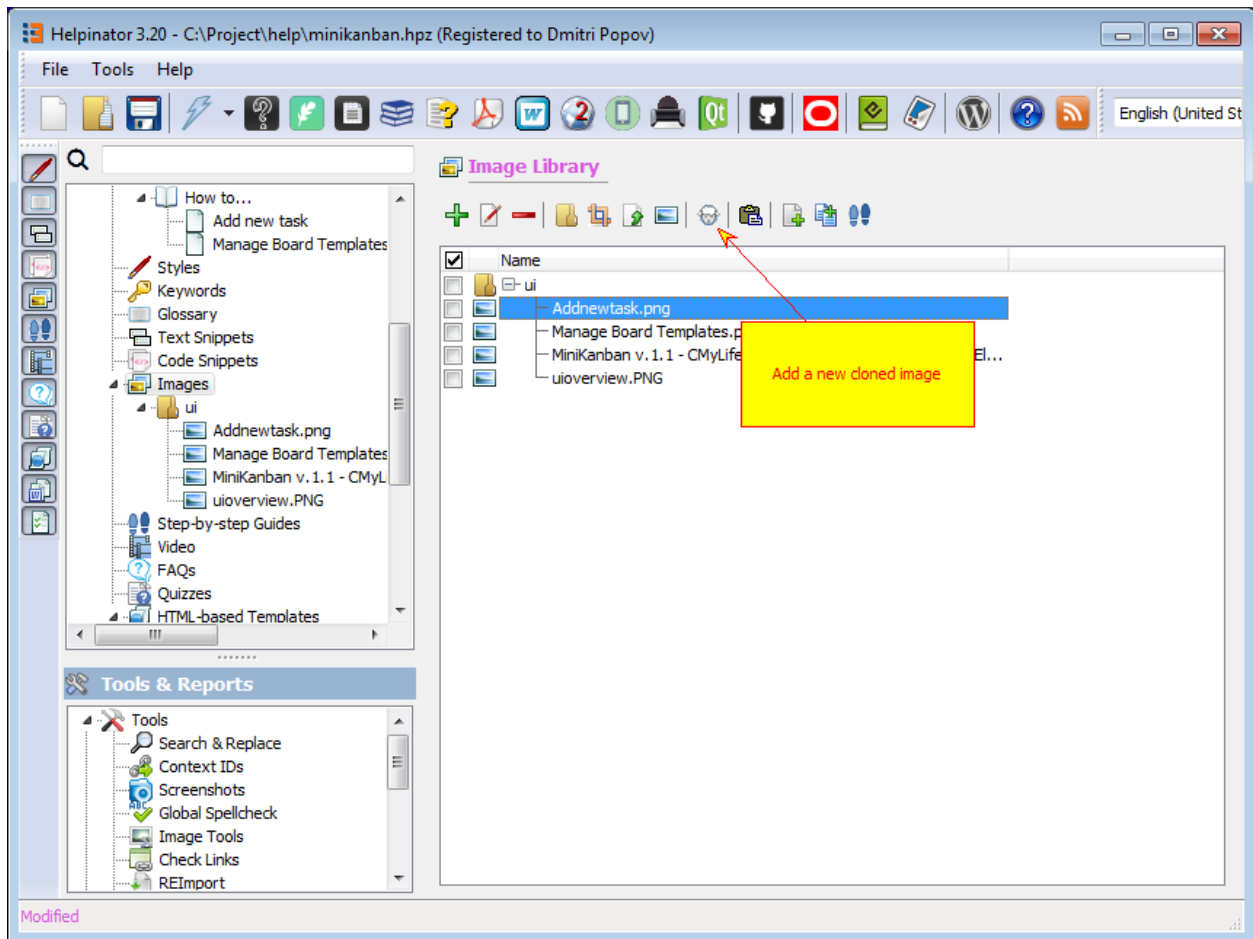 Helpinator 3.20 - C:\Project\help\minikanban.hpz (Registered to Dmitri Popov)
File Tools Help
English (United St
How to...
Add new task
Manage Board Templates
Styles
Keywords
Glossary
Text Snippets
Code Snippets
Images
ui
Addnewtask.png
Manage Board Templates
MiniKanban v.1.1 - CMyLi
uioverview.PNG
Step-by-step Guides
Video
FAQs
Quizzes
HTML-based Templates
Tools & Reports
Tools
Search & Replace
Context IDs
Screenshots
Global Spellcheck
Image Tools
Check Links
REImport
Image Library
Name
ui
Addnewtask.png
Manage Board Templates.p
MiniKanban v.1.1 - CMyLife El...
uioverview.PNG
Add a new cloned image
Modified